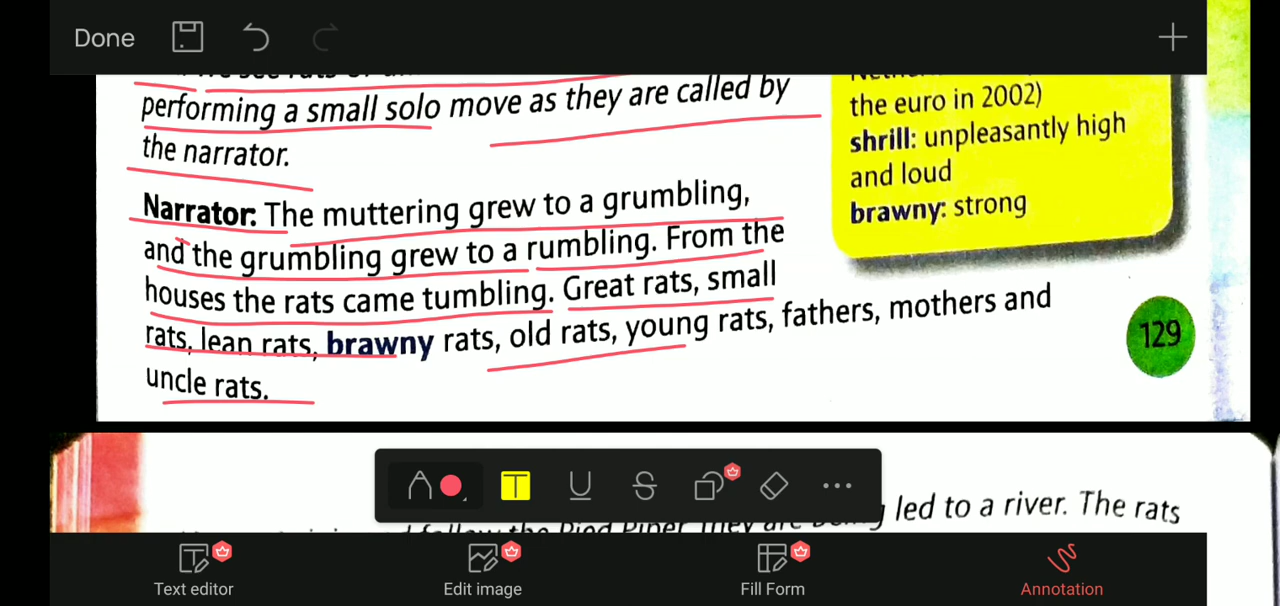 Done
performing a small solo move as they are called by
the narrator.
Narrator: The muttering grew to a grumbling,
and the grumbling grew to a rumbling. From the
houses the rats came tumbling. Great rats, small
rats, lean rats, brawny rats, old rats, young rats, fathers, mothers and
uncle rats.
the euro in 2002)
shrill: unpleasantly high
and loud
brawny: strong
129
T
led to a river. The rats
Text editor
Edit image
Fill Form
Annotation